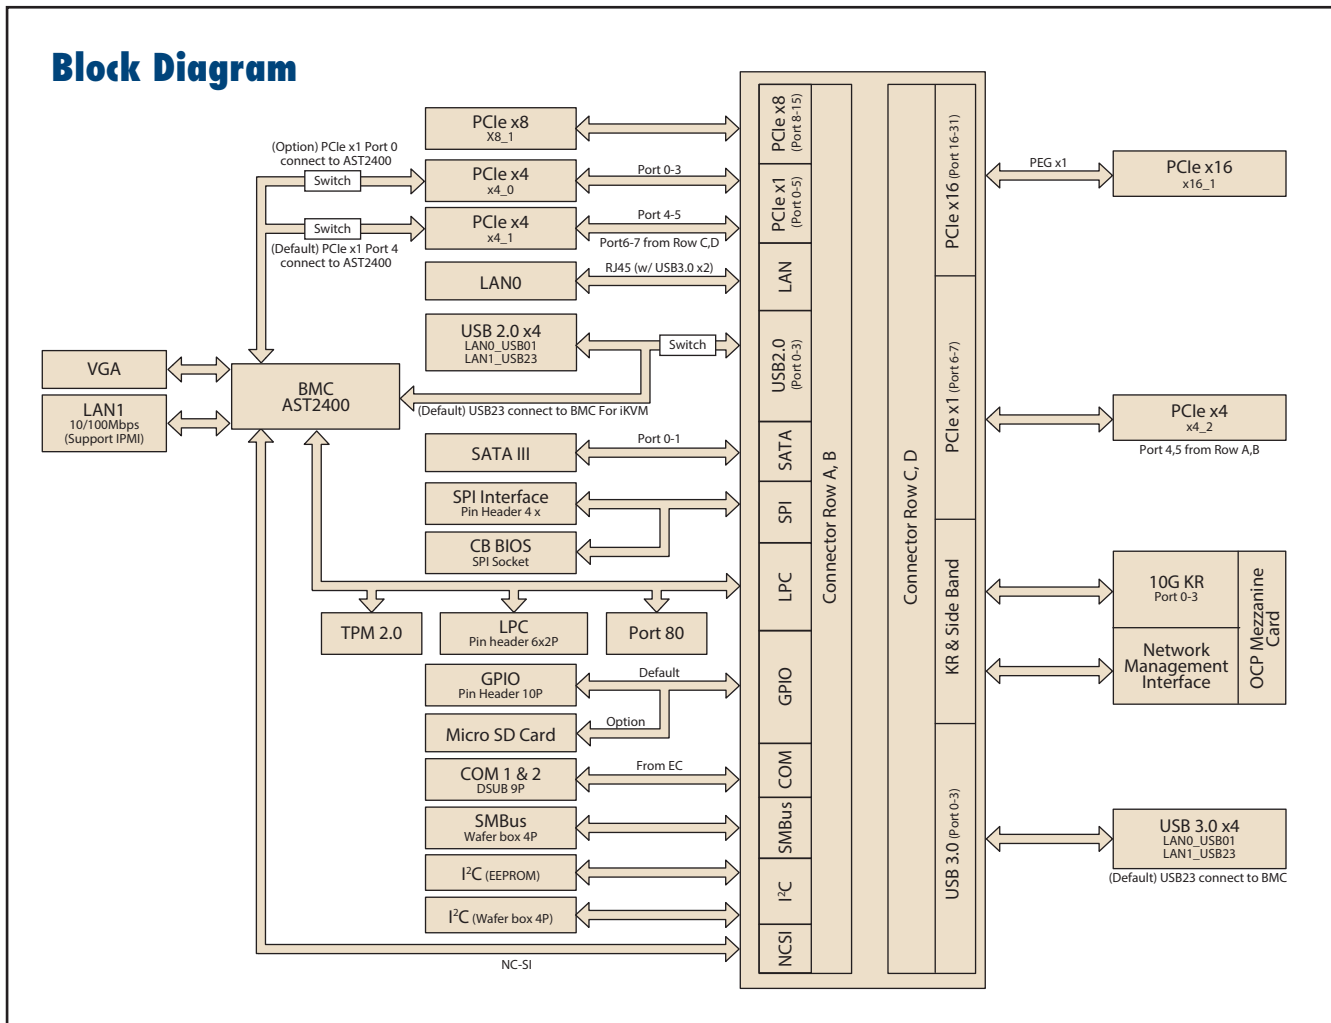 Block Diagram
(Option) PCIe x1 Port 0
connect to AST2400
Switch
Switch
(Default) PCIe x1 Port 4
connect to AST2400
VGA
LAN1
10/100Mbps
(Support IPMI)
BMC
AST2400
PCIe x8
X8_1
PCIe x4
x4_0
Port 0-3
PCIe x4
x4_1
Port 4-5
Port6-7 from Row C,D
LAN0
RJ45 (w/ USB3.0 x2)
USB 2.0 x4
LAN0_USB01
LAN1_USB23
Switch
(Default) USB23 connect to BMC For iKVM
SATA III
Port 0-1
SPI Interface
Pin Header 4 x
CB BIOS
SPI Socket
TPM 2.0
LPC
Pin header 6x2P
Port 80
GPIO
Pin Header 10P
Default
Micro SD Card
Option
COM 1 & 2
DSUB 9P
From EC
SMBus
Wafer box 4P
I²C (EEPROM)
I²C (Wafer box 4P)
NC-SI
PCIe x8
(Port 8-15)
PCIe x1
(Port 0-5)
LAN
USB2.0
(Port 0-3)
SATA
SPI
LPC
GPIO
COM
SMBus
I²C
NCSI
Connector Row A, B
Connector Row C, D
PCIe x16 (Port 16-31)
PCIe x1 (Port 6-7)
KR & Side Band
USB 3.0 (Port 0-3)
PEG x1
PCIe x16
x16_1
PCIe x4
x4_2
Port 4,5 from Row A,B
10G KR
Port 0-3
Network
Management
Interface
OCP Mezzanine
Card
USB 3.0 x4
LAN0_USB01
LAN1_USB23
(Default) USB23 connect to BMC